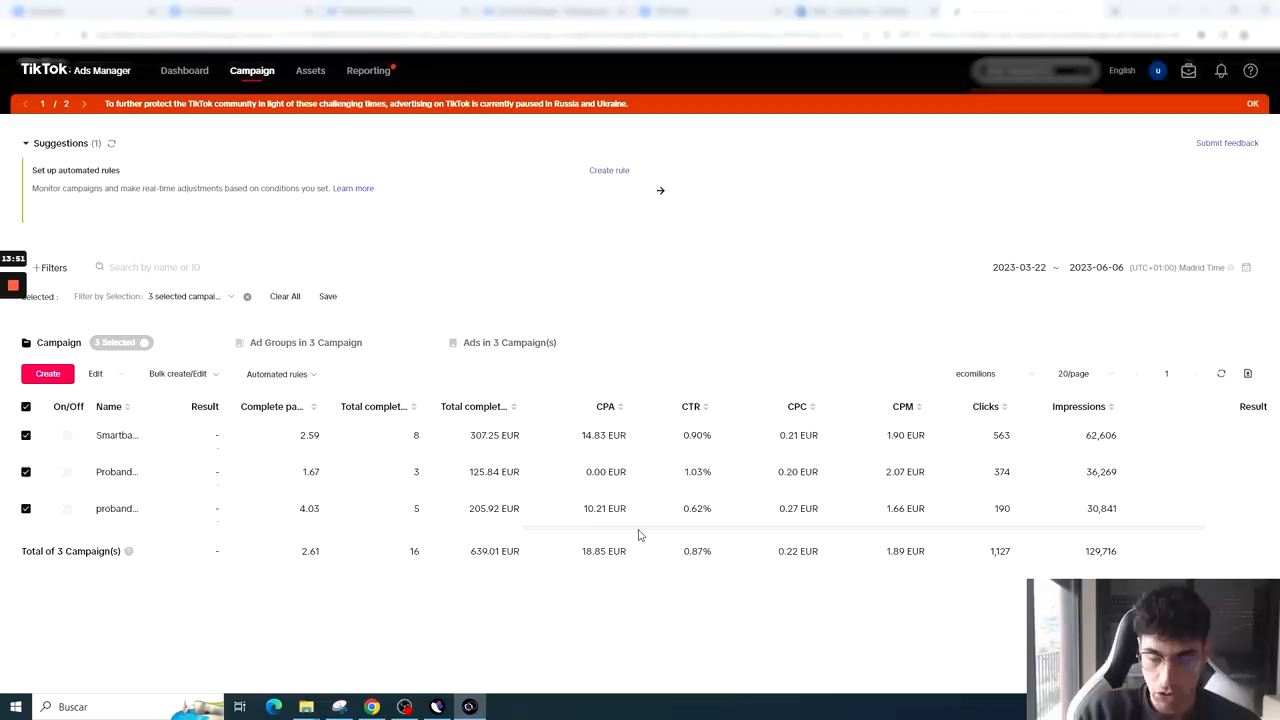 TikTok: Ads Manager Dashboard Campaign Assets Reporting English u
1 / 2 To further protect the TikTok community in light of these challenging times, advertising on TikTok is currently paused in Russia and Ukraine. OK
Suggestions (1) Submit feedback
Set up automated rules Create rule
Monitor campaigns and make real-time adjustments based on conditions you set. Learn more
13:51
+Filters Search by name or ID 2023-03-22 ~ 2023-06-06 (UTC+01:00) Madrid Time
elected : Filter by Selection: 3 selected campai... Clear All Save
Campaign 3 Selected Ad Groups in 3 Campaign Ads in 3 Campaign(s)
Create Edit Bulk create/Edit Automated rules ecomilions 20/page 1
On/Off Name Result Complete pa... Total complet... Total complet... CPA CTR CPC CPM Clicks Impressions Result
Smartba... - 2.59 8 307.25 EUR 14.83 EUR 0.90% 0.21 EUR 1.90 EUR 563 62,606
-
Proband... - 1.67 3 125.84 EUR 0.00 EUR 1.03% 0.20 EUR 2.07 EUR 374 36,269
-
proband... - 4.03 5 205.92 EUR 10.21 EUR 0.62% 0.27 EUR 1.66 EUR 190 30,841
-
Total of 3 Campaign(s) - 2.61 16 639.01 EUR 18.85 EUR 0.87% 0.22 EUR 1.89 EUR 1,127 129,716
Buscar